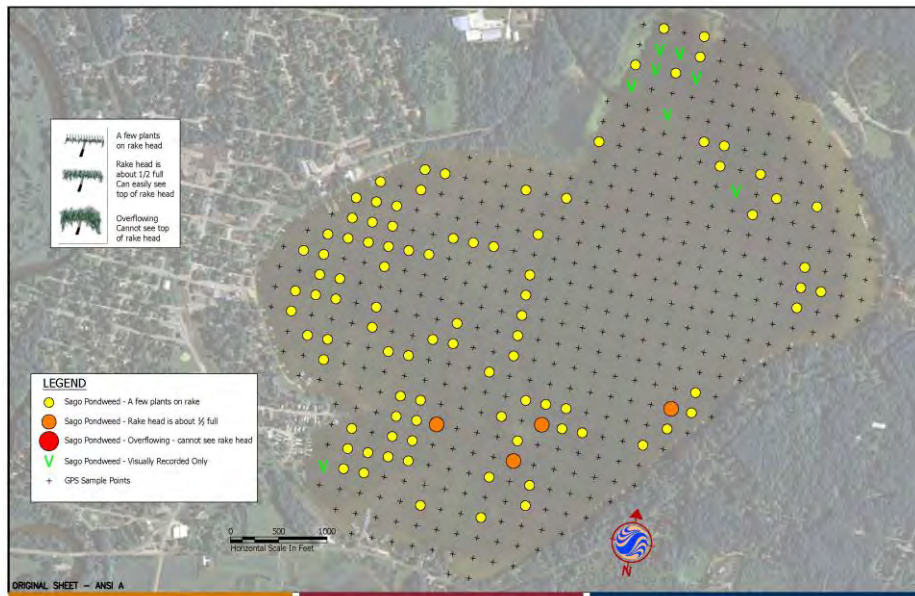 A few plants
on rake head
Rake head is
about 1/2 full
Can easily see
top of rake head
Overflowing
Cannot see top
of rake head
LEGEND
Sago Pondweed - A few plants on rake
Sago Pondweed - Rake head is about ½ full
Sago Pondweed - Overflowing - cannot see rake head
V Sago Pondweed - Visually Recorded Only
GPS Sample Points
0 500 1000
Horizontal Scale In Feet
N
ORIGINAL SHEET - ANSI A